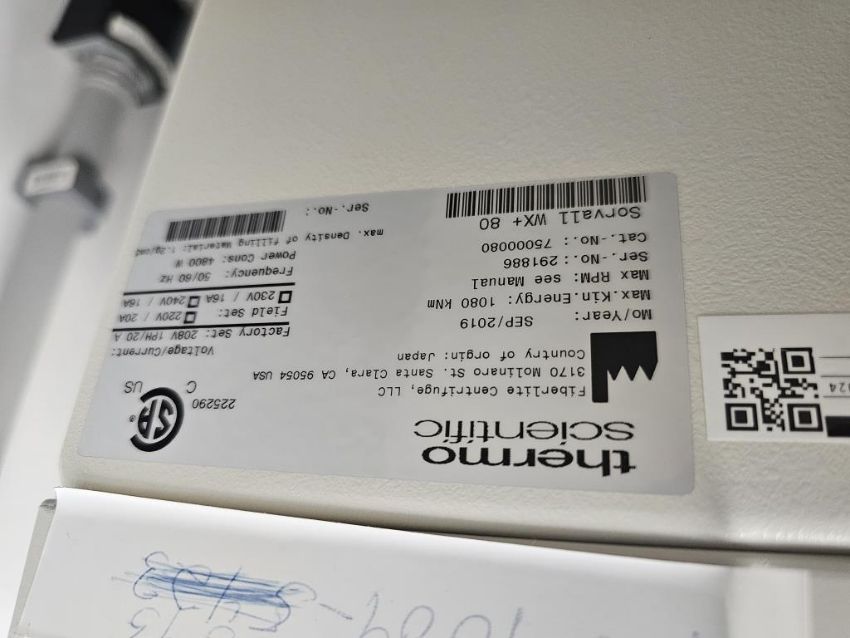 thermo
scientific
Fiberlite Centrifuge, LLC
3170 Molinaro St. Santa Clara, CA 95054 USA
Country of orgin: Japan
Mo/Year: SEP/2019
Max.Kin.Energy: 1080 kNm
Max RPM: see Manual
Ser.-No.: 291886
Cat.-No.: 75000080
Sorvall WX+ 80
225290
SA ®
C US
Voltage/Current:
Factory Set: 208V 1PH/20 A
Field Set: 220V / 20A
230V / 16A 240V / 16A
Frequency: 50/60 Hz
Power Cons: 4800 W
max. Density of filling Material: 1.2g/cm3
Ser.-No.: